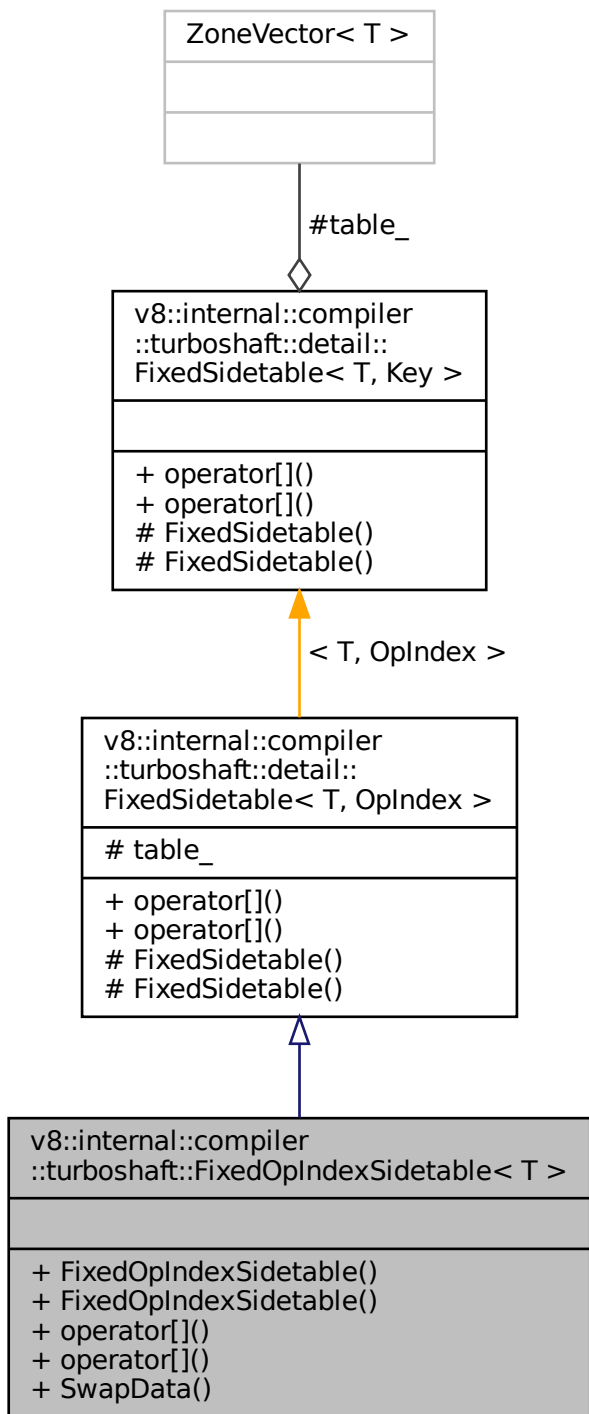 ZoneVector< T >
#table_
v8::internal::compiler
::turboshaft::detail::
FixedSidetable< T, Key >
+ operator[]()
+ operator[]()
# FixedSidetable()
# FixedSidetable()
< T, OpIndex >
v8::internal::compiler
::turboshaft::detail::
FixedSidetable< T, OpIndex >
# table_
+ operator[]()
+ operator[]()
# FixedSidetable()
# FixedSidetable()
v8::internal::compiler
::turboshaft::FixedOpIndexSidetable< T >
+ FixedOpIndexSidetable()
+ FixedOpIndexSidetable()
+ operator[]()
+ operator[]()
+ SwapData()